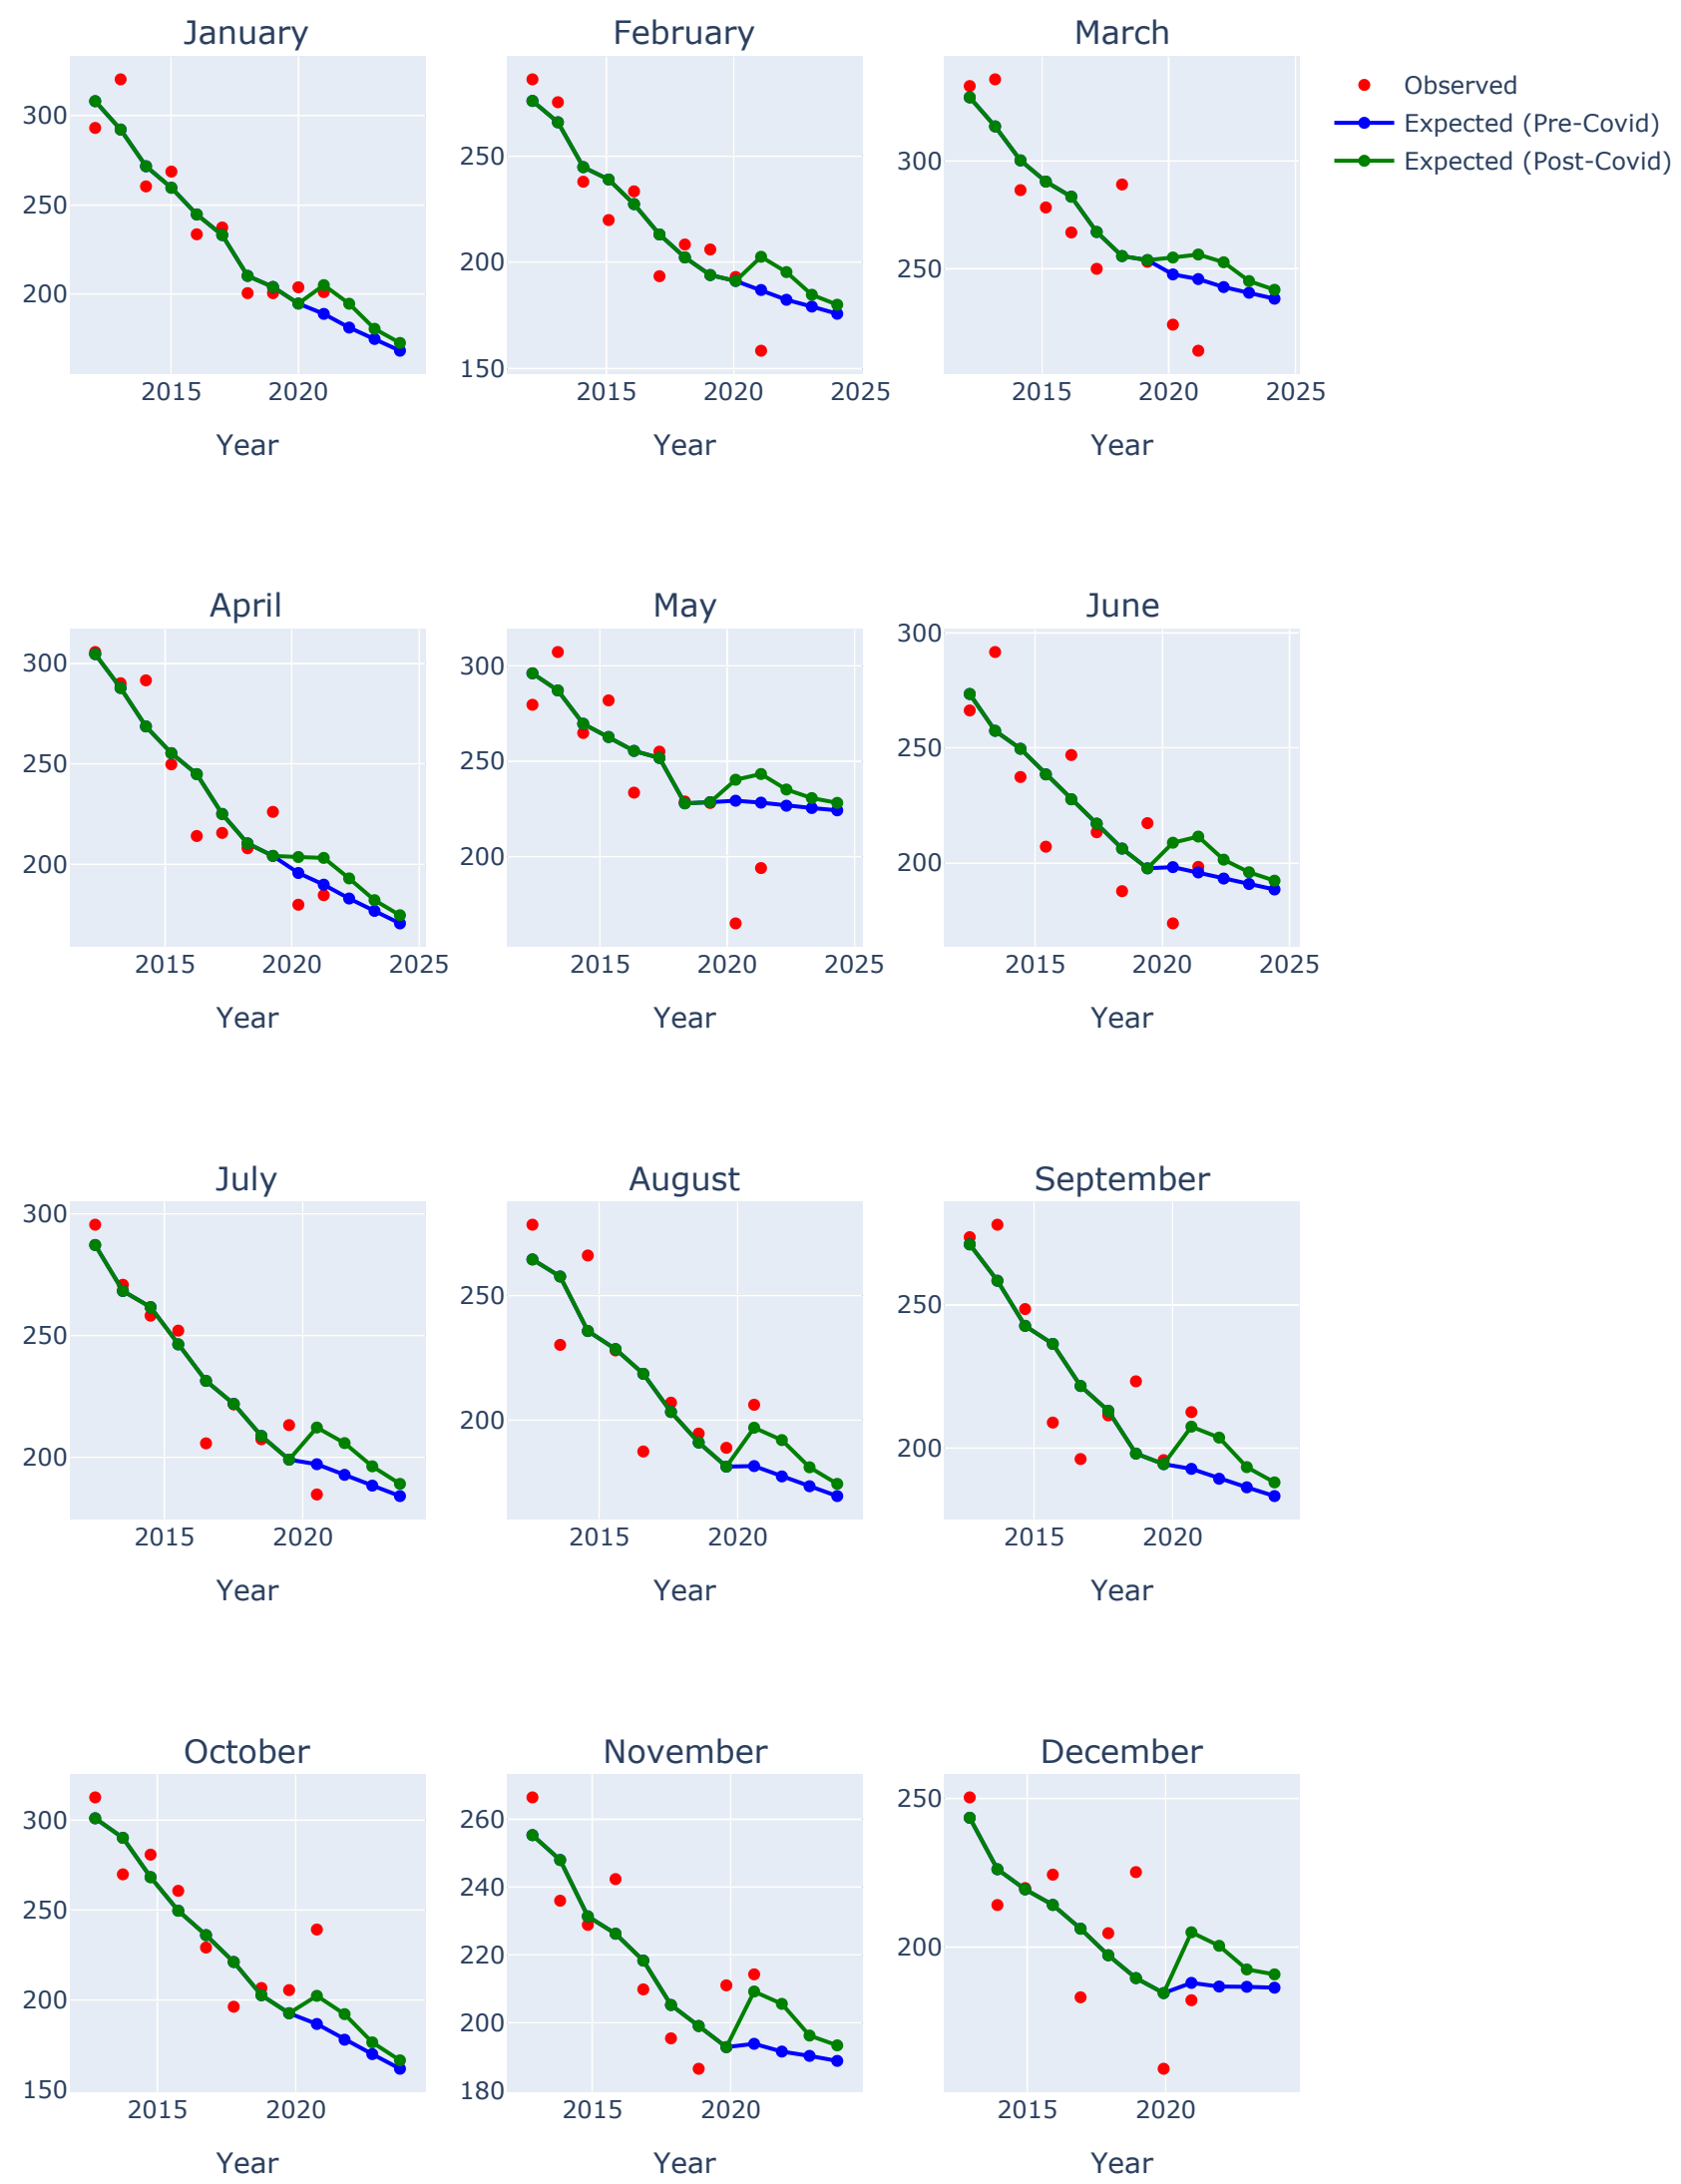 January
February
March
Observed
Expected (Pre-Covid)
Expected (Post-Covid)
300
250
200
2015
2020
Year
250
200
150
2015
2020
2025
Year
300
250
2015
2020
2025
Year
April
May
June
300
250
200
2015
2020
2025
Year
300
250
200
2015
2020
2025
Year
300
250
200
2015
2020
2025
Year
July
August
September
300
250
200
2015
2020
Year
250
200
2015
2020
Year
250
200
2015
2020
Year
October
November
December
300
250
200
150
2015
2020
Year
260
240
220
200
180
2015
2020
Year
250
200
2015
2020
Year